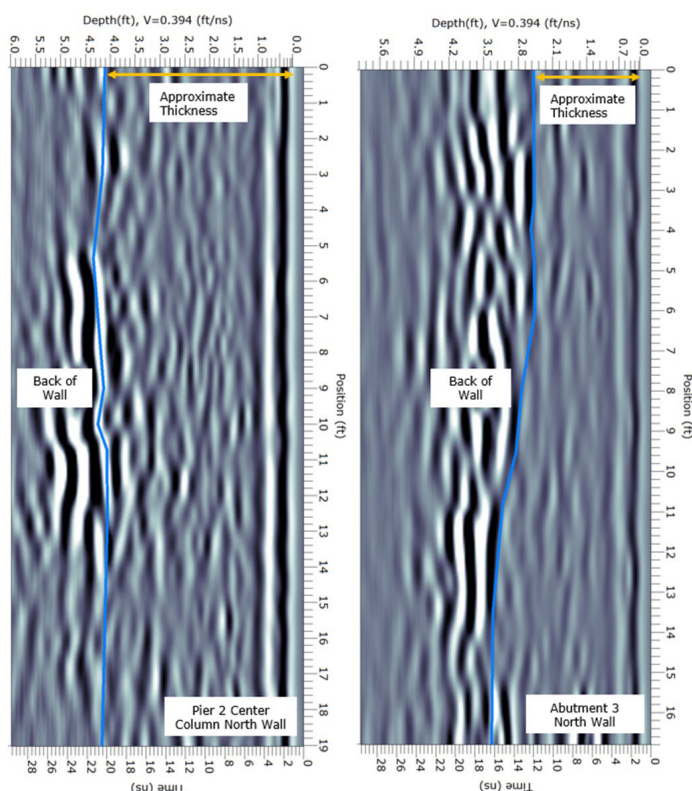 Depth(ft), V=0.394 (ft/ns)
6.0 5.5 5.0 4.5 4.0 3.5 3.0 2.5 2.0 1.5 1.0 0.0
Approximate
Thickness
Back of
Wall
Pier 2 Center
Column North Wall
0
1
2
3
4
5
6
7
8
9
10
11
12
13
14
15
16
17
18
19
Position (ft)
28 26 24 22 20 18 16 14 12 10 8 6 4 2 0
Time (ns)
Depth(ft), V=0.394 (ft/ns)
5.6 4.9 4.2 3.5 2.8 2.1 1.4 0.7 0.0
Approximate
Thickness
Back of
Wall
Abutment 3
North Wall
0
1
2
3
4
5
6
7
8
9
10
11
12
13
14
15
16
Position (ft)
28 26 24 22 20 18 16 14 12 10 8 6 4 2 0
Time (ns)